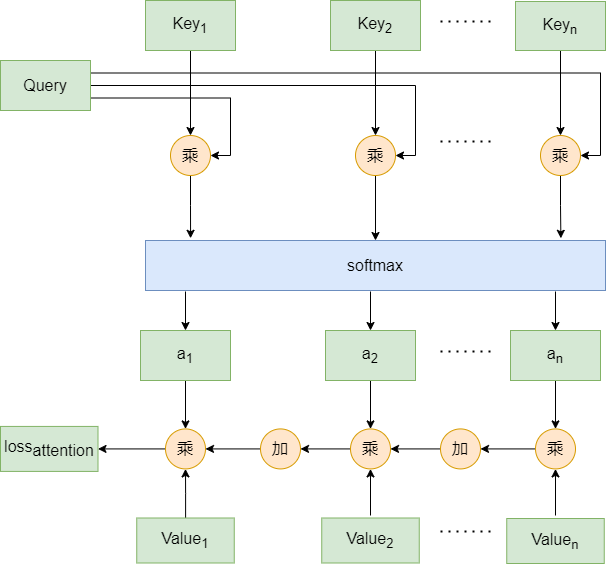 Key1 Key2 ······· Keyn
Query
乘 乘 ······· 乘
softmax
a1 a2 ······· an
lossattention 乘 加 乘 加 乘
Value1 Value2 ······· Valuen